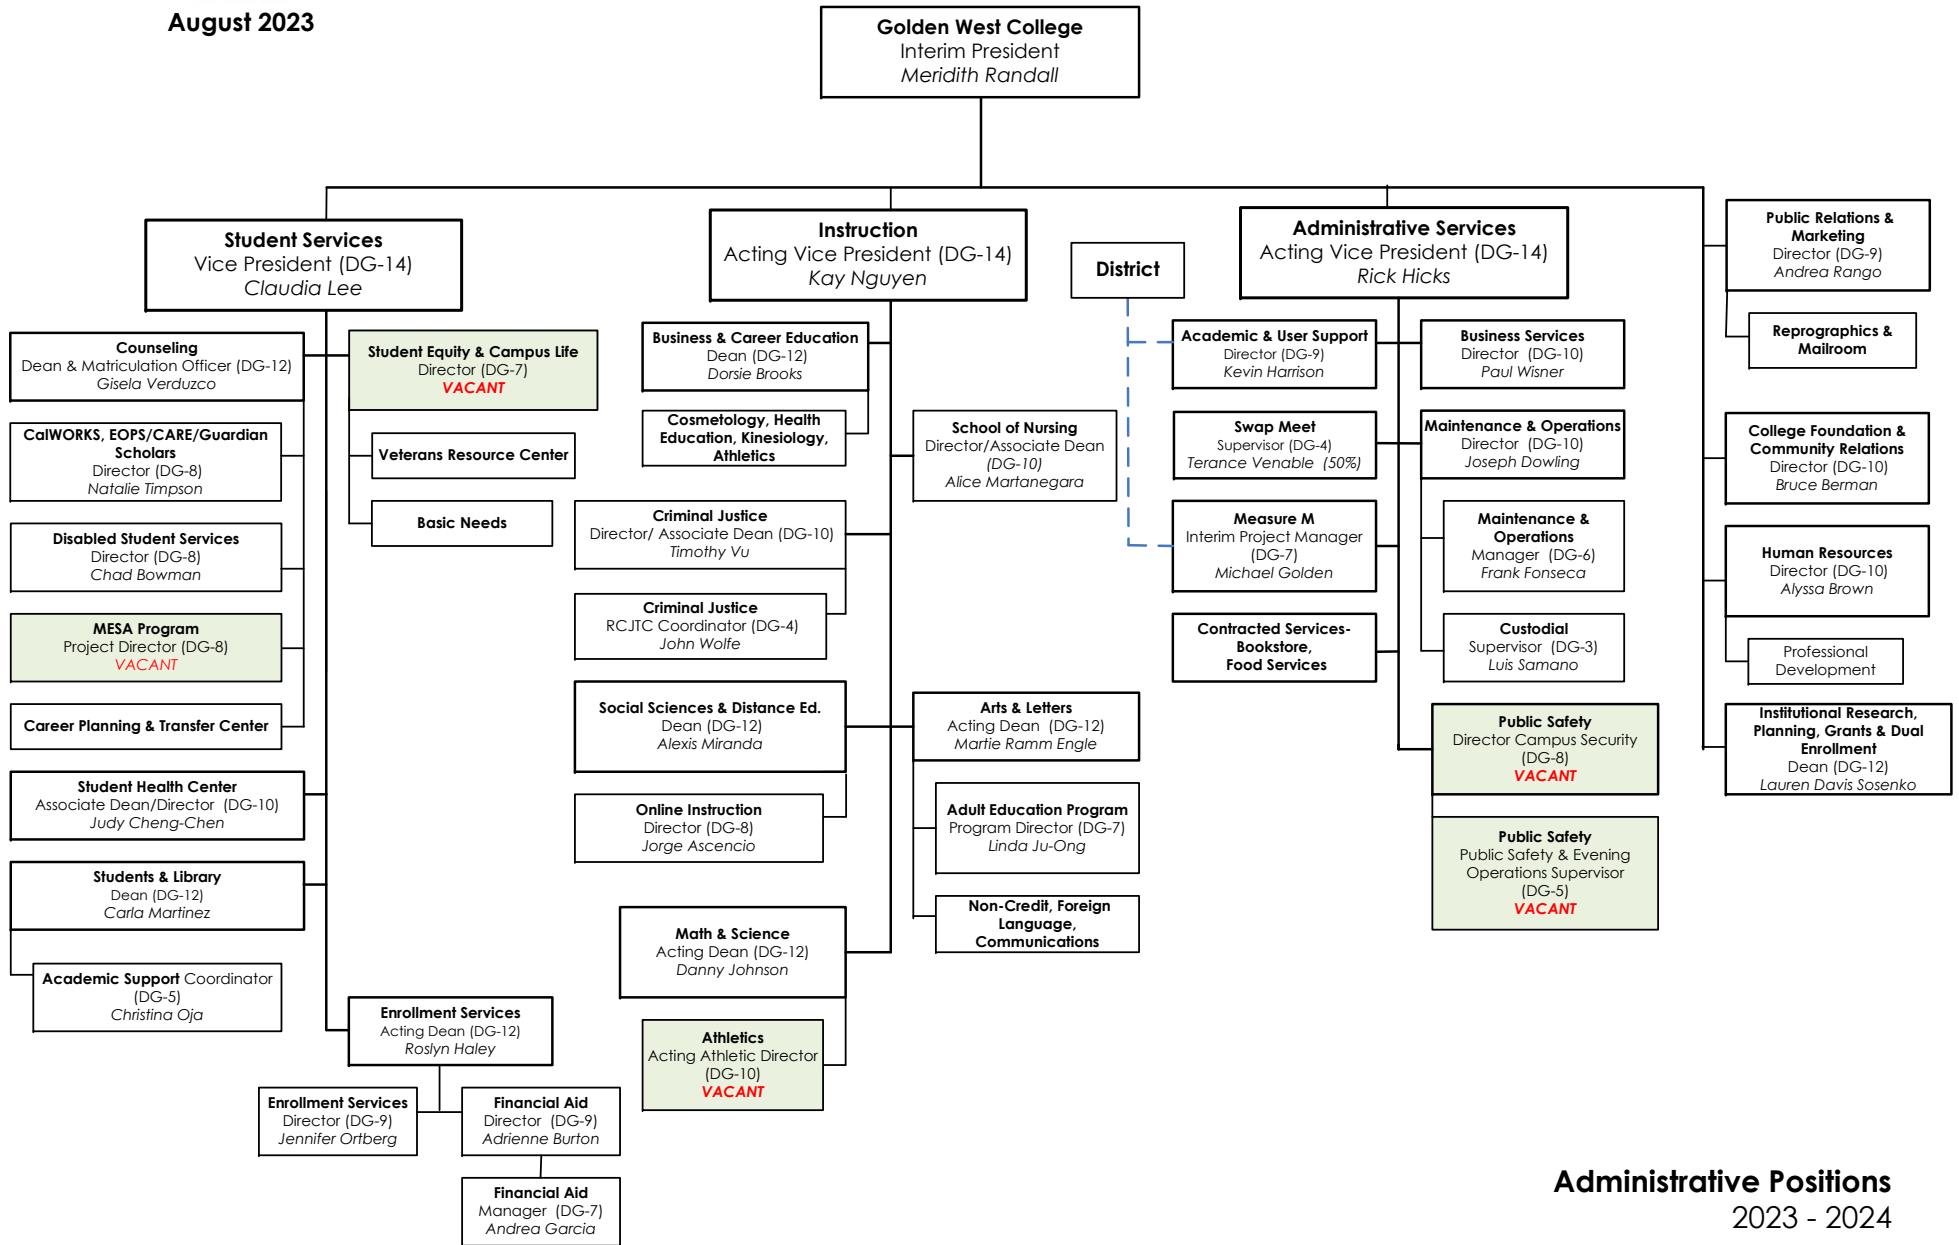 August 2023
Golden West College
Interim President
Meridith Randall
Student Services
Vice President (DG-14)
Claudia Lee
Counseling
Dean & Matriculation Officer (DG-12)
Gisela Verduzco
CalWORKS, EOPS/CARE/Guardian
Scholars
Director (DG-8)
Natalie Timpson
Disabled Student Services
Director (DG-8)
Chad Bowman
MESA Program
Project Director (DG-8)
VACANT
Career Planning & Transfer Center
Student Health Center
Associate Dean/Director (DG-10)
Judy Cheng-Chen
Students & Library
Dean (DG-12)
Carla Martinez
Academic Support Coordinator
(DG-5)
Christina Oja
Student Equity & Campus Life
Director (DG-7)
VACANT
Veterans Resource Center
Basic Needs
Enrollment Services
Acting Dean (DG-12)
Roslyn Haley
Enrollment Services
Director (DG-9)
Jennifer Ortberg
Financial Aid
Director (DG-9)
Adrienne Burton
Financial Aid
Manager (DG-7)
Andrea Garcia
Instruction
Acting Vice President (DG-14)
Kay Nguyen
Business & Career Education
Dean (DG-12)
Dorsie Brooks
Cosmetology, Health
Education, Kinesiology,
Athletics
School of Nursing
Director/Associate Dean
(DG-10)
Alice Martanegara
Criminal Justice
Director/ Associate Dean (DG-10)
Timothy Vu
Criminal Justice
RCJTC Coordinator (DG-4)
John Wolfe
Social Sciences & Distance Ed.
Dean (DG-12)
Alexis Miranda
Online Instruction
Director (DG-8)
Jorge Ascencio
Arts & Letters
Acting Dean (DG-12)
Martie Ramm Engle
Adult Education Program
Program Director (DG-7)
Linda Ju-Ong
Non-Credit, Foreign
Language,
Communications
Math & Science
Acting Dean (DG-12)
Danny Johnson
Athletics
Acting Athletic Director
(DG-10)
VACANT
District
Administrative Services
Acting Vice President (DG-14)
Rick Hicks
Academic & User Support
Director (DG-9)
Kevin Harrison
Swap Meet
Supervisor (DG-4)
Terance Venable (50%)
Measure M
Interim Project Manager
(DG-7)
Michael Golden
Contracted Services-
Bookstore,
Food Services
Business Services
Director (DG-10)
Paul Wisner
Maintenance & Operations
Director (DG-10)
Joseph Dowling
Maintenance &
Operations
Manager (DG-6)
Frank Fonseca
Custodial
Supervisor (DG-3)
Luis Samano
Public Safety
Director Campus Security
(DG-8)
VACANT
Public Safety
Public Safety & Evening
Operations Supervisor
(DG-5)
VACANT
Public Relations &
Marketing
Director (DG-9)
Andrea Rango
Reprographics &
Mailroom
College Foundation &
Community Relations
Director (DG-10)
Bruce Berman
Human Resources
Director (DG-10)
Alyssa Brown
Professional
Development
Institutional Research,
Planning, Grants & Dual
Enrollment
Dean (DG-12)
Lauren Davis Sosenko
Administrative Positions
2023 - 2024